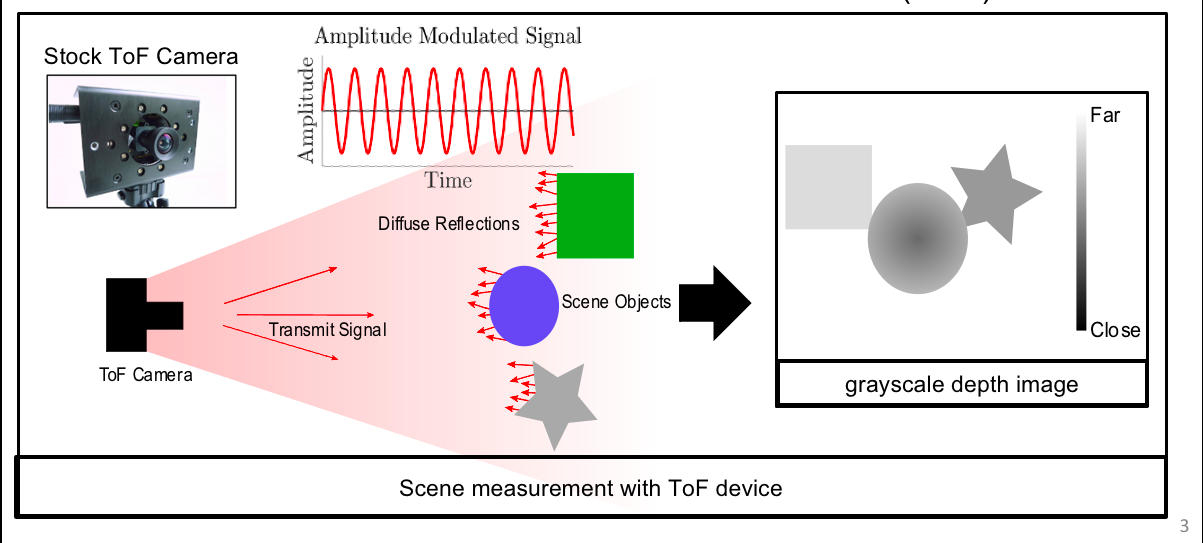 Stock ToF Camera
Amplitude Modulated Signal
Amplitude
Time
Diffuse Reflections
Scene Objects
Transmit Signal
ToF Camera
Far
Close
grayscale depth image
Scene measurement with ToF device
3